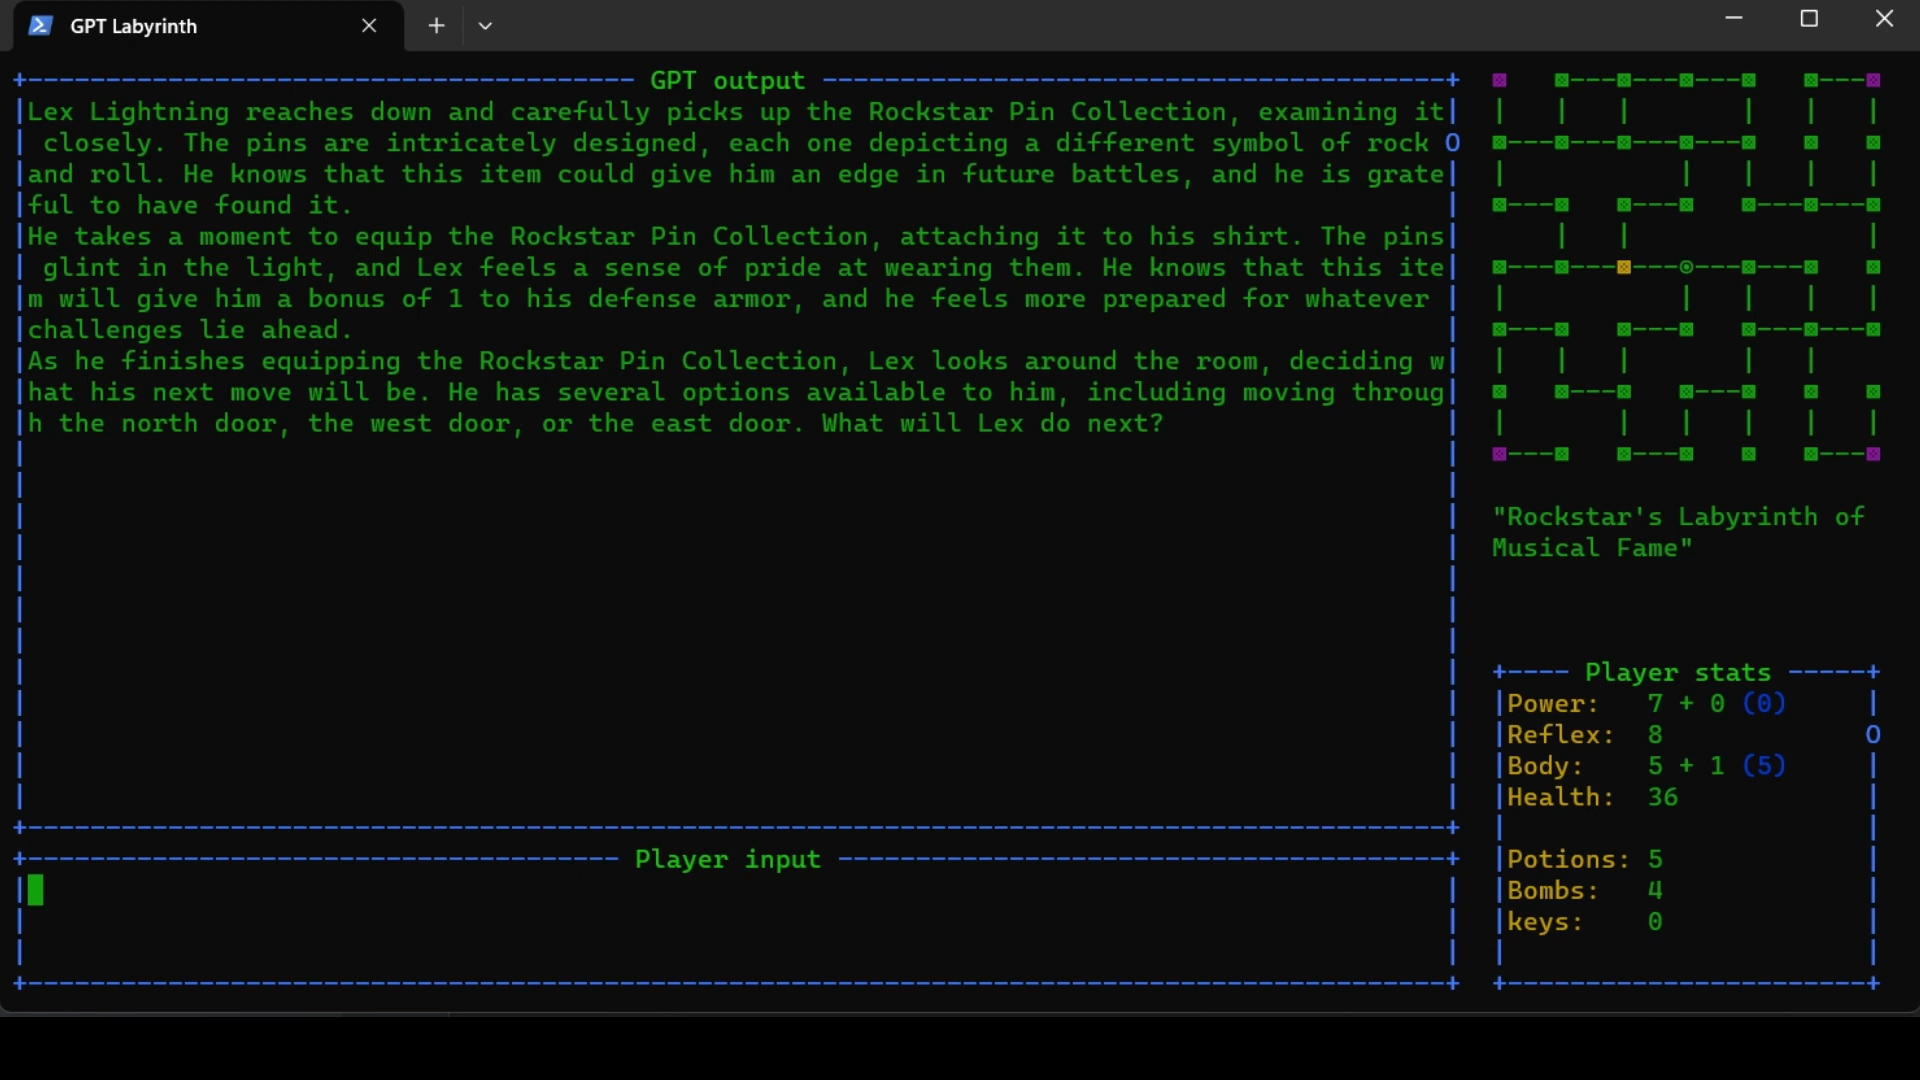 GPT Labyrinth
GPT output
Lex Lightning reaches down and carefully picks up the Rockstar Pin Collection, examining it
closely. The pins are intricately designed, each one depicting a different symbol of rock
and roll. He knows that this item could give him an edge in future battles, and he is grate
ful to have found it.
He takes a moment to equip the Rockstar Pin Collection, attaching it to his shirt. The pins
glint in the light, and Lex feels a sense of pride at wearing them. He knows that this ite
m will give him a bonus of 1 to his defense armor, and he feels more prepared for whatever
challenges lie ahead.
As he finishes equipping the Rockstar Pin Collection, Lex looks around the room, deciding w
hat his next move will be. He has several options available to him, including moving throug
h the north door, the west door, or the east door. What will Lex do next?
Player input
"Rockstar's Labyrinth of
Musical Fame"
Player stats
Power: 7 + 0 (0)
Reflex: 8
Body: 5 + 1 (5)
Health: 36
Potions: 5
Bombs: 4
keys: 0